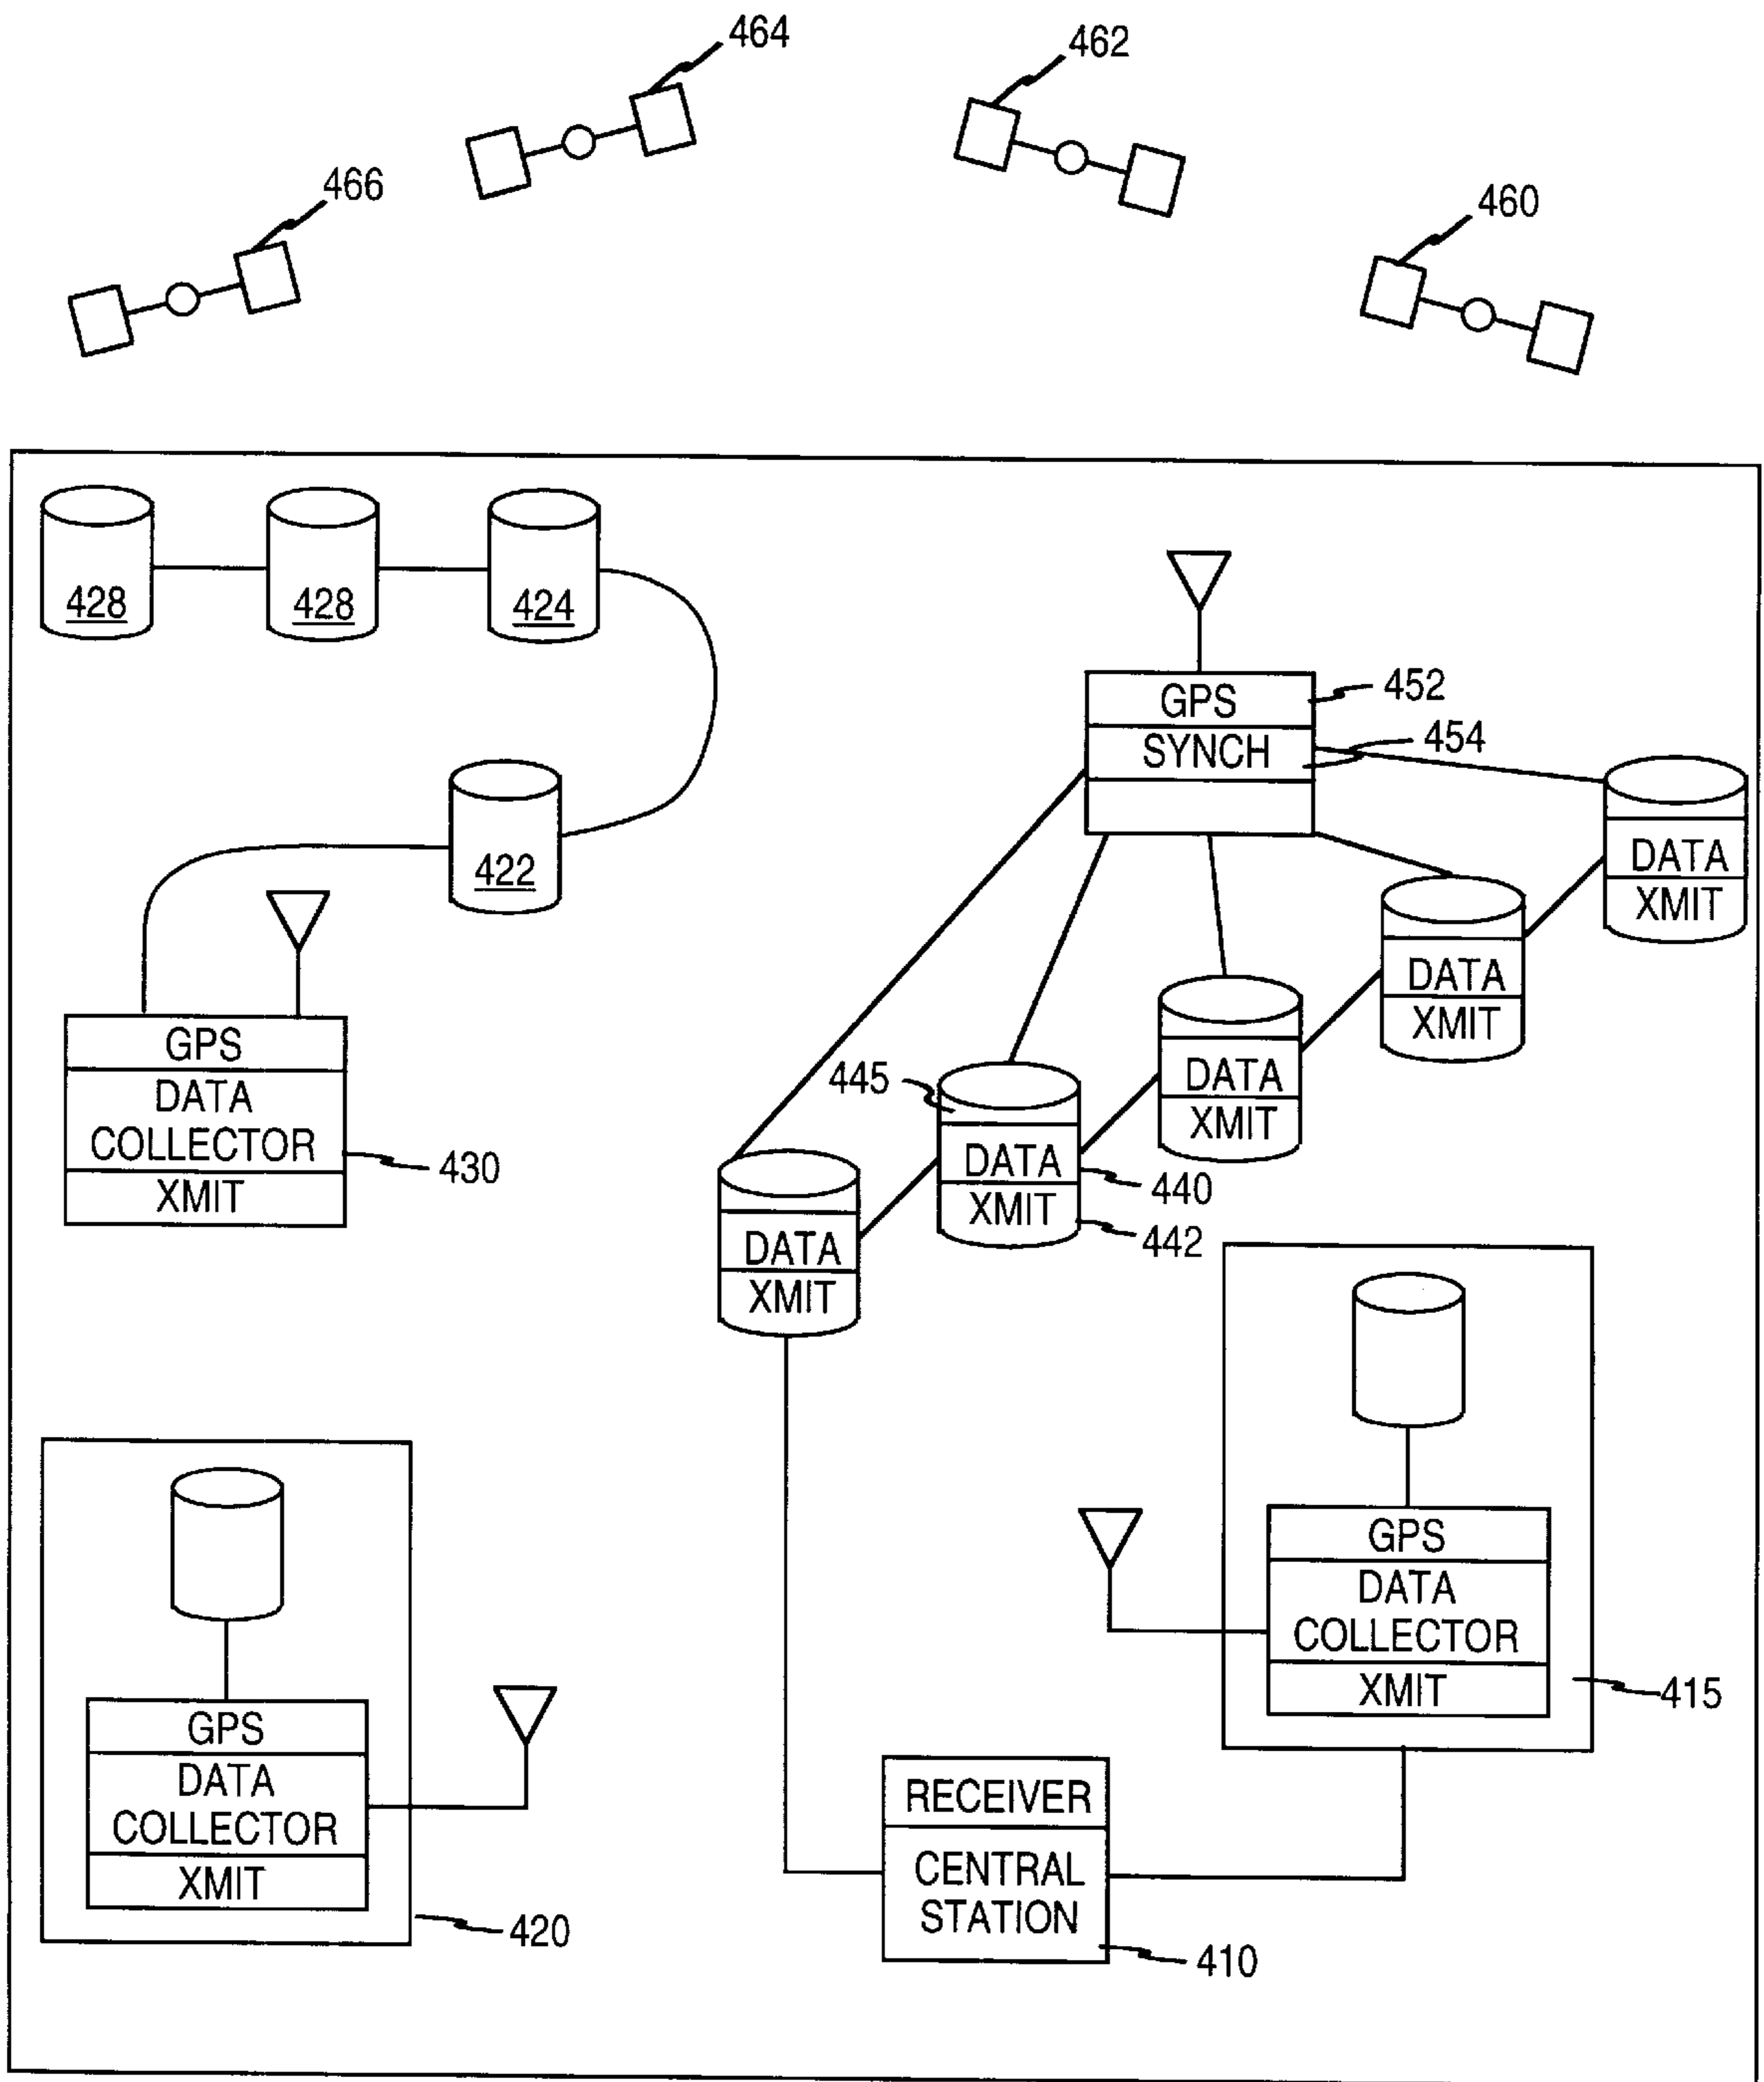 464
462
466
460
428
428
424
GPS
452
SYNCH
454
422
DATA
XMIT
DATA
XMIT
GPS
DATA
COLLECTOR
430
XMIT
DATA
XMIT
445
DATA
440
XMIT
442
DATA
XMIT
GPS
DATA
COLLECTOR
XMIT
415
GPS
DATA
COLLECTOR
XMIT
420
RECEIVER
CENTRAL
STATION
410